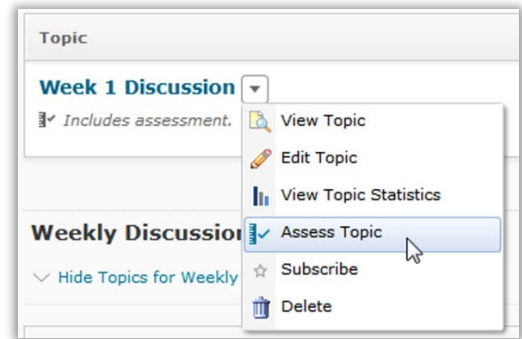 Topic
Week 1 Discussion
Includes assessment.
View Topic
Edit Topic
View Topic Statistics
Assess Topic
Subscribe
Delete
Weekly Discussion
Hide Topics for Weekly